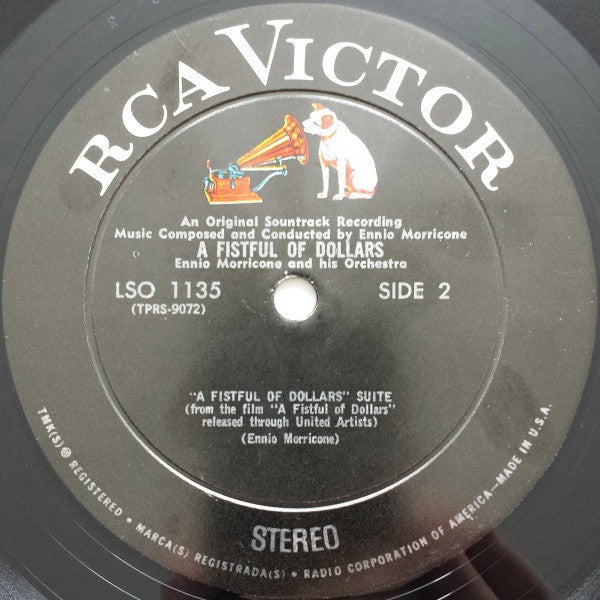 RCA VICTOR
An Original Sountrack Recording
Music Composed and Conducted by Ennio Morricone
A FISTFUL OF DOLLARS
Ennio Morricone and his Orchestra
LSO 1135
SIDE 2
(TPRS-9072)
"A FISTFUL OF DOLLARS" SUITE
(from the film "A Fistful of Dollars"
released through United Artists)
(Ennio Morricone)
STEREO
TMK(S) ® REGISTERED • MARCA(S) REGISTRADA(S) • RADIO CORPORATION OF AMERICA—MADE IN U.S.A.